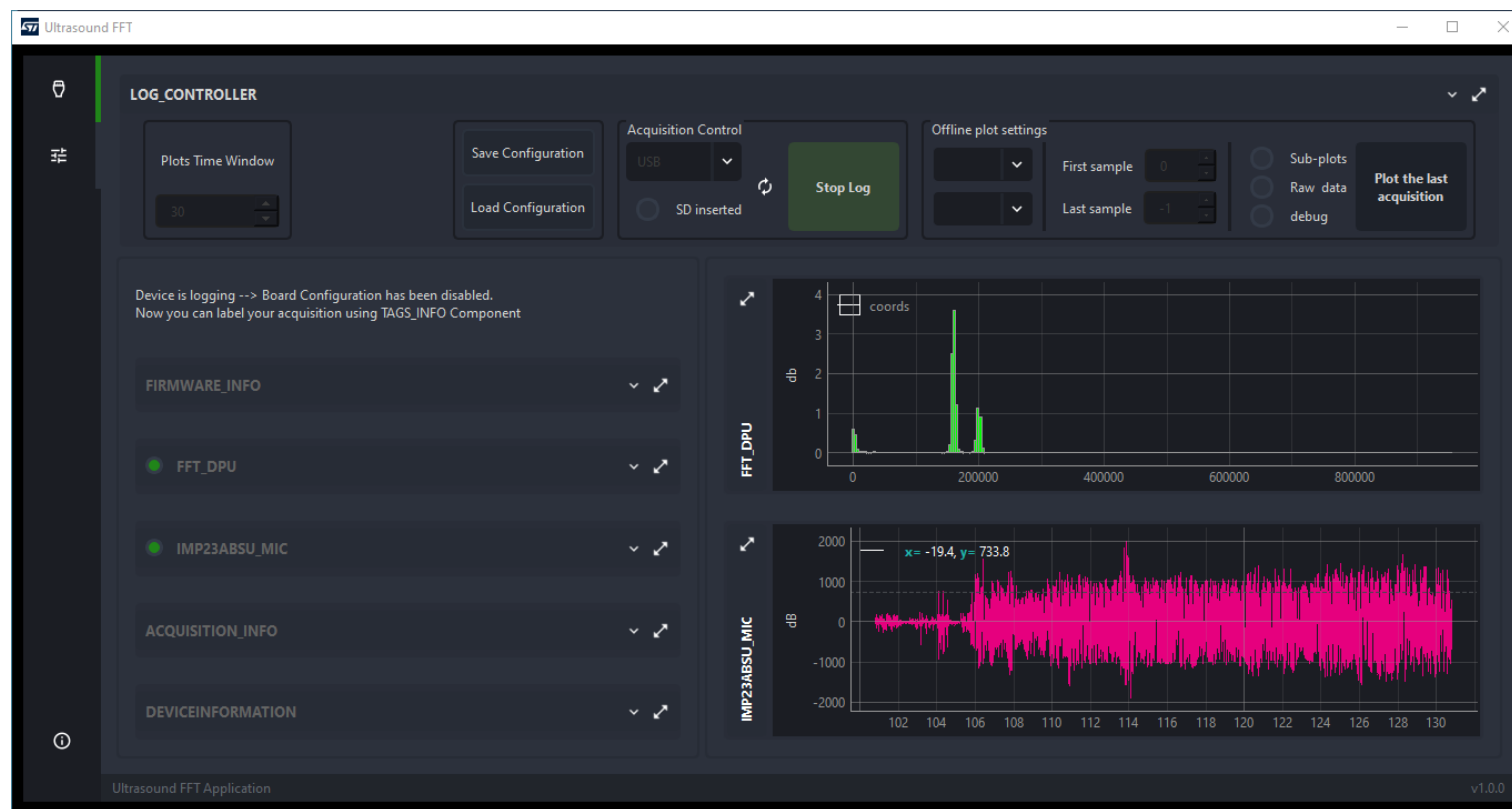 ST Ultrasound FFT
LOG_CONTROLLER
Plots Time Window
30
Save Configuration
Load Configuration
Acquisition Control
USB
SD inserted
Stop Log
Offline plot settings
First sample 0
Last sample -1
Sub-plots
Raw data
debug
Plot the last
acquisition
Device is logging --> Board Configuration has been disabled.
Now you can label your acquisition using TAGS_INFO Component
FIRMWARE_INFO
FFT_DPU
IMP23ABSU_MIC
ACQUISITION_INFO
DEVICEINFORMATION
FFT_DPU
db
coords
4
3
2
1
0
0 200000 400000 600000 800000
IMP23ABSU_MIC
dB
x= -19.4, y= 733.8
2000
1000
0
-1000
-2000
102 104 106 108 110 112 114 116 118 120 122 124 126 128 130
Ultrasound FFT Application
v1.0.0